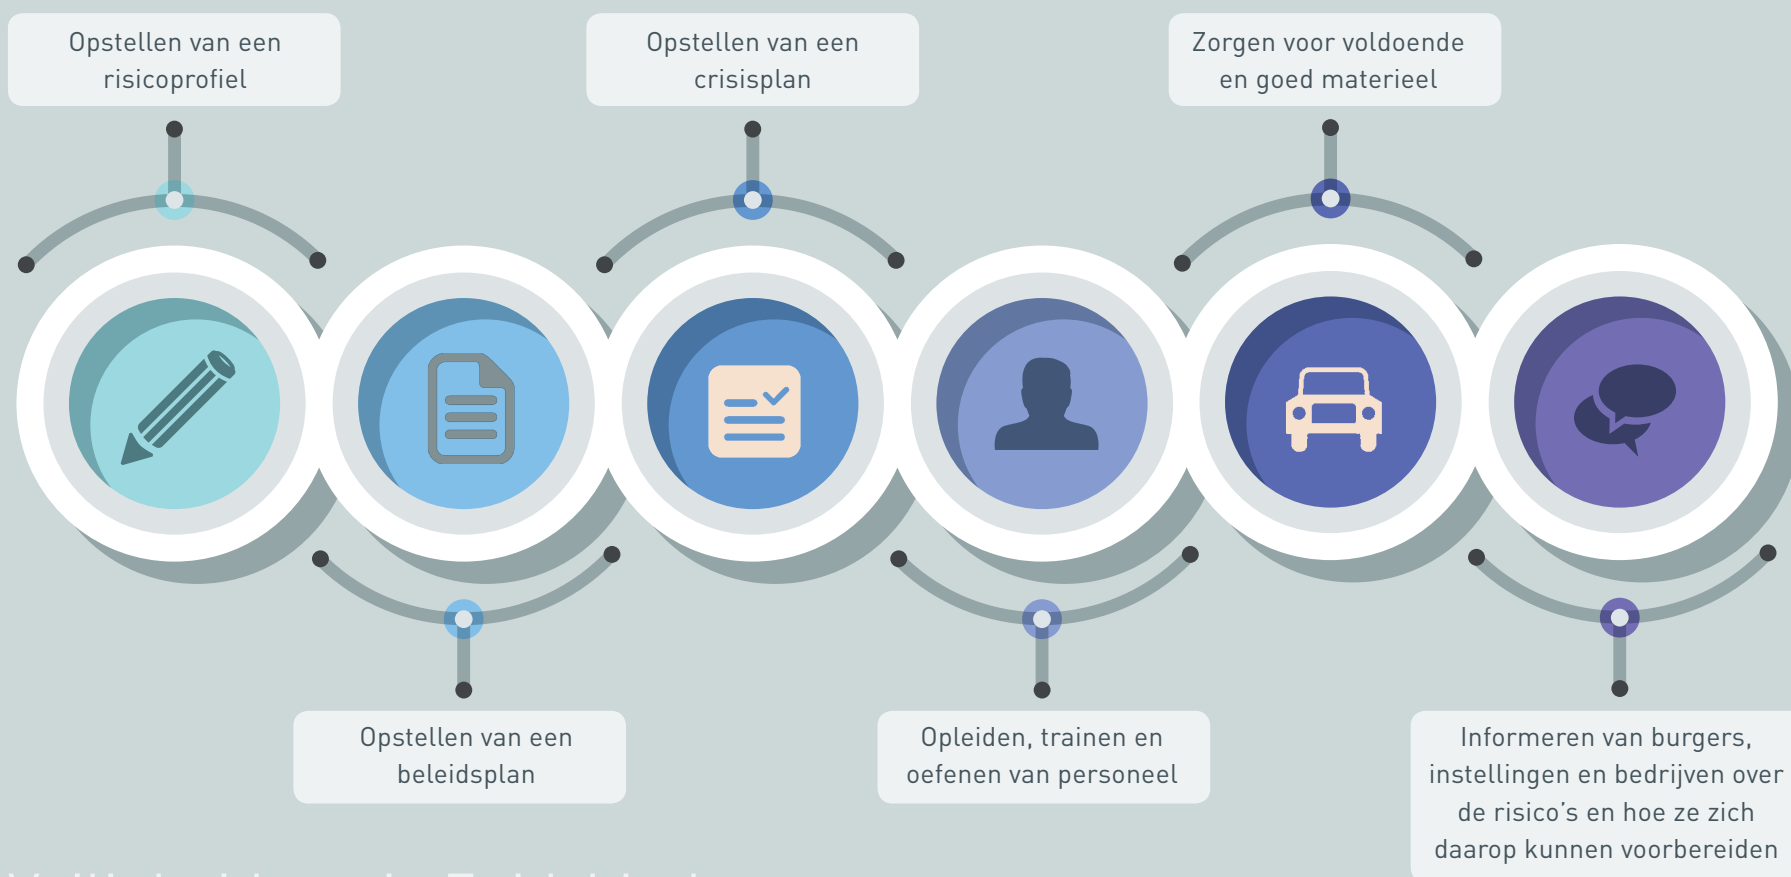 Opstellen van een
risicoprofiel
Opstellen van een
beleidsplan
Opstellen van een
crisisplan
Opleiden, trainen en
oefenen van personeel
Zorgen voor voldoende
en goed materieel
Informeren van burgers,
instellingen en bedrijven over
de risico’s en hoe ze zich
daarop kunnen voorbereiden